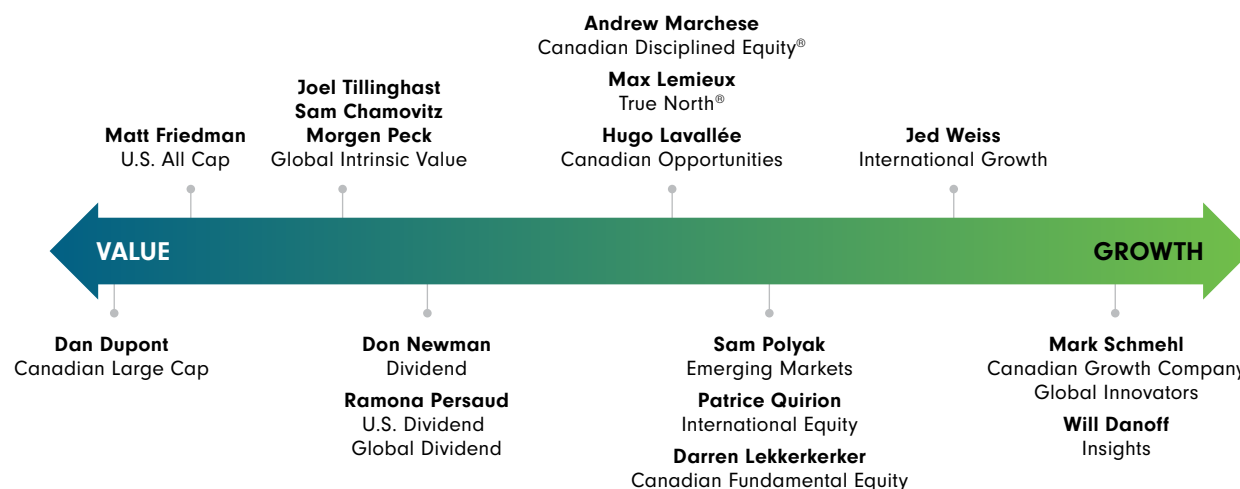 Andrew Marchese
Canadian Disciplined Equity®
Max Lemieux
True North®
Hugo Lavallée
Canadian Opportunities
Joel Tillinghast
Sam Chamovitz
Morgen Peck
Global Intrinsic Value
Matt Friedman
U.S. All Cap
Jed Weiss
International Growth
VALUE
GROWTH
Dan Dupont
Canadian Large Cap
Don Newman
Dividend
Ramona Persaud
U.S. Dividend
Global Dividend
Sam Polyak
Emerging Markets
Patrice Quirion
International Equity
Darren Lekkerkerker
Canadian Fundamental Equity
Mark Schmehl
Canadian Growth Company
Global Innovators
Will Danoff
Insights